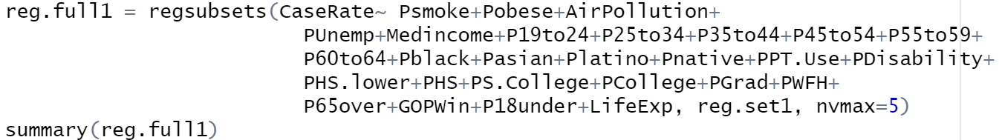 reg.full1 = regsubsets(CaseRate~ Psmoke+Pobese+AirPollution+
PUnemp+Medincome+P19to24+P25to34+P35to44+P45to54+P55to59+
P60to64+Pblack+Pasian+Platino+Pnative+PPT.Use+PDisability+
PHS.lower+PHS+PS.College+PCollege+PGrad+PWFH+
P65over+GOPWin+P18under+LifeExp, reg.set1, nvmax=5)
summary(reg.full1)